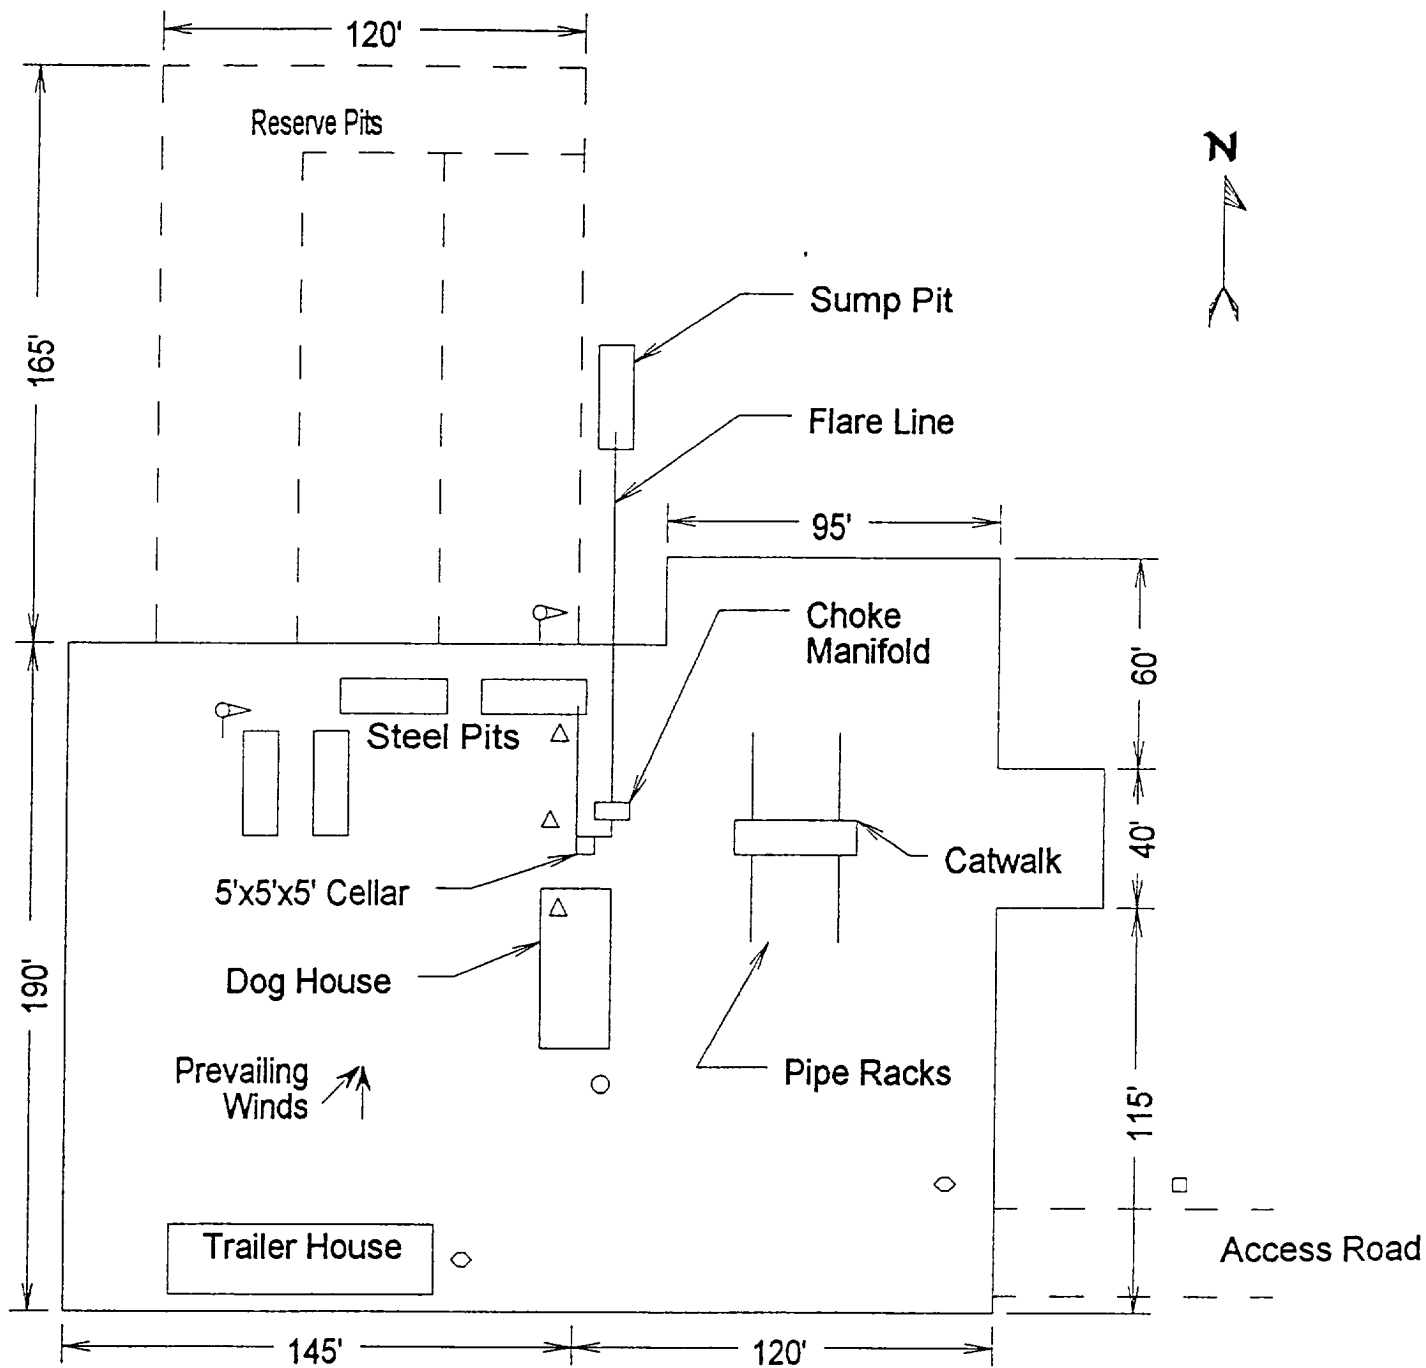 120'
Reserve Pits
N
165'
Sump Pit
Flare Line
95'
Choke
Manifold
60'
Steel Pits
40'
Catwalk
5'x5'x5' Cellar
190'
Dog House
Prevailing
Winds
Pipe Racks
115'
Trailer House
Access Road
145'
120'